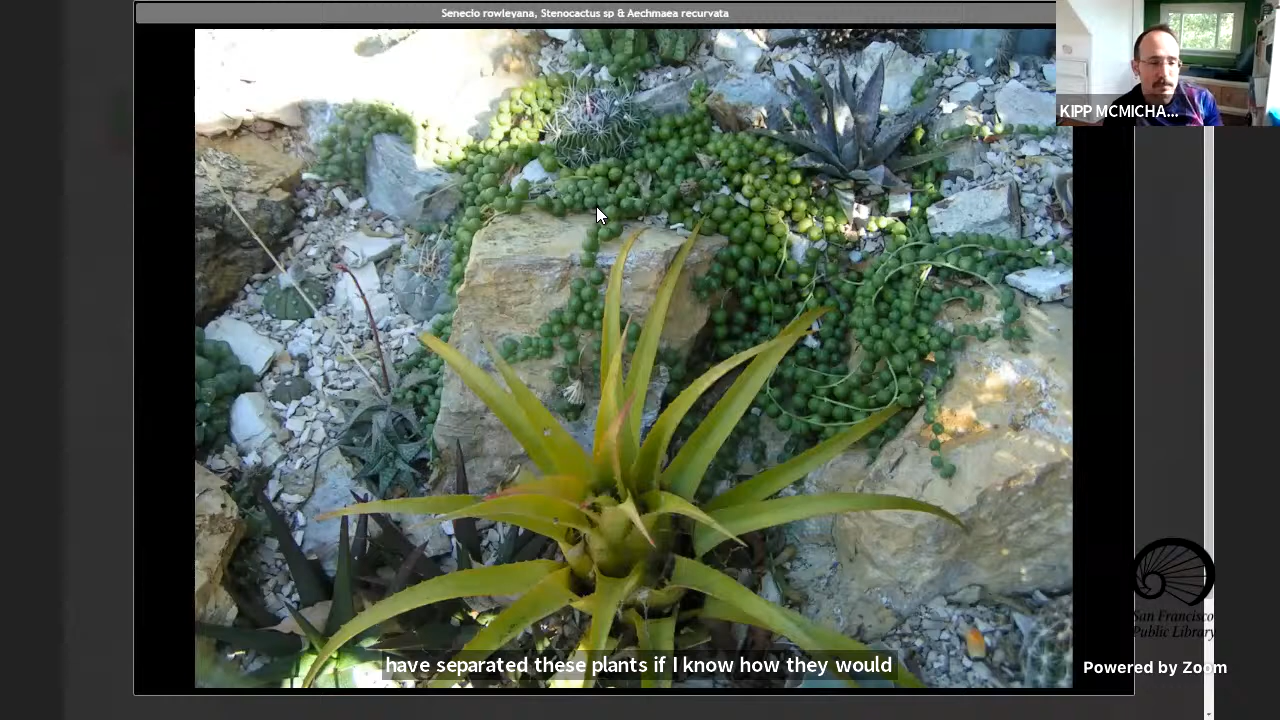 Senecio rowleyana, Stenocactus sp & Aechmaea recurvata
KIPP MCMICHA...
San Francisco
Public Library
have separated these plants if I know how they would
Powered by Zoom